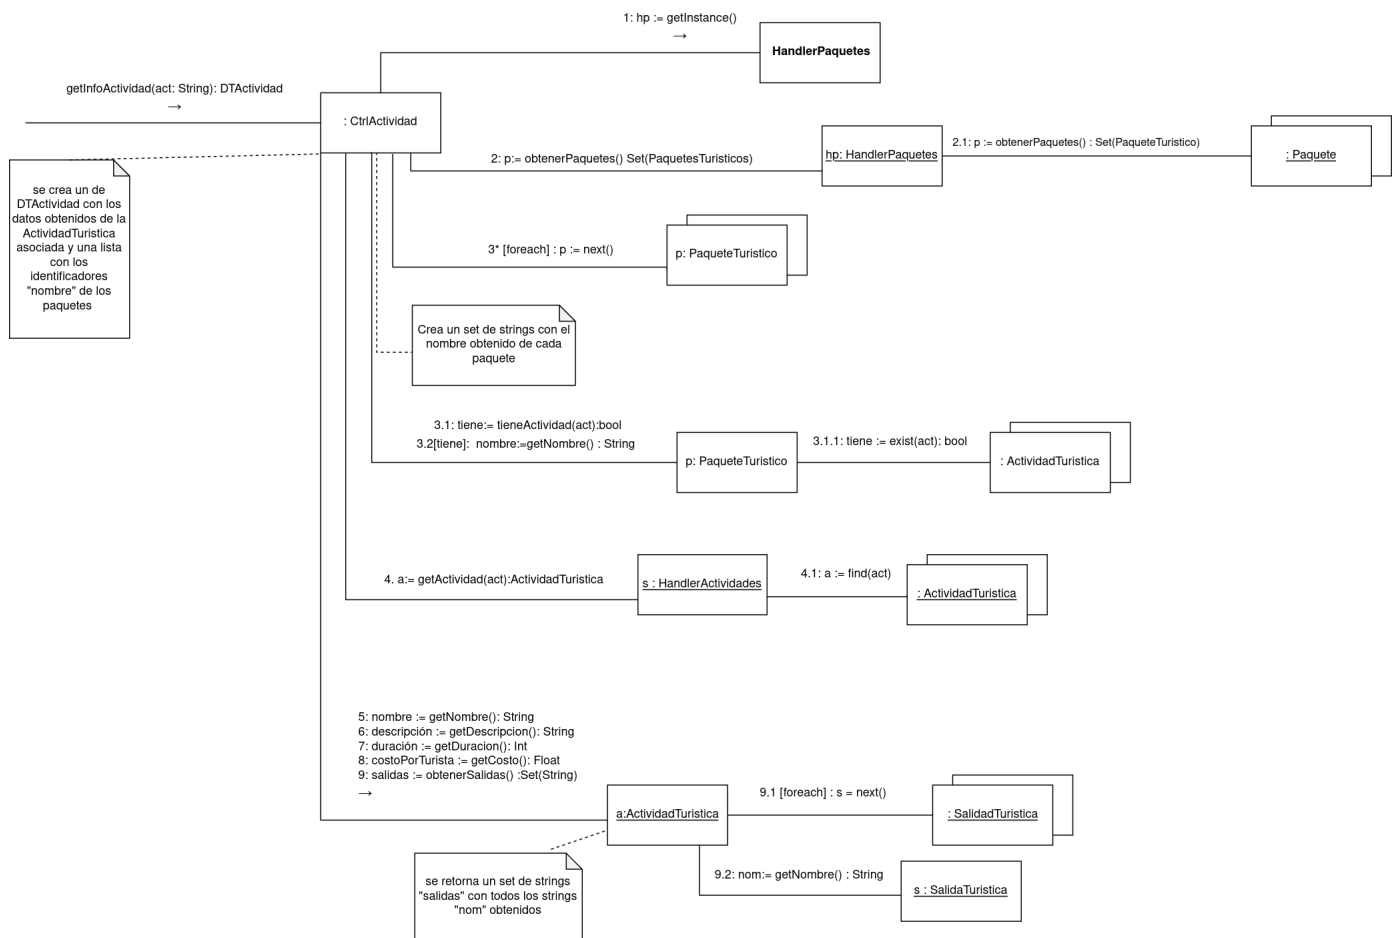 1: hp := getInstance()
→
HandlerPaquetes
getInfoActividad(act: String): DTActividad
→
: CtrlActividad
2: p:= obtenerPaquetes() Set(PaquetesTuristicos)
hp: HandlerPaquetes
2.1: p := obtenerPaquetes() : Set(PaqueteTuristico)
: Paquete
se crea un de
DTActividad con los
datos obtenidos de la
ActividadTuristica
asociada y una lista
con los
identificadores
"nombre" de los
paquetes
3* [foreach] : p := next()
p: PaqueteTuristico
Crea un set de strings con el
nombre obtenido de cada
paquete
3.1: tiene:= tieneActividad(act):bool
3.2[tiene]:  nombre:=getNombre() : String
p: PaqueteTuristico
3.1.1: tiene := exist(act): bool
: ActividadTuristica
4. a:= getActividad(act):ActividadTuristica
s : HandlerActividades
4.1: a := find(act)
: ActividadTuristica
5: nombre := getNombre(): String
6: descripción := getDescripcion(): String
7: duración := getDuracion(): Int
8: costoPorTurista := getCosto(): Float
9: salidas := obtenerSalidas() :Set(String)
→
a:ActividadTuristica
9.1 [foreach] : s = next()
: SalidadTuristica
9.2: nom:= getNombre() : String
s : SalidaTuristica
se retorna un set de strings
"salidas" con todos los strings
"nom" obtenidos